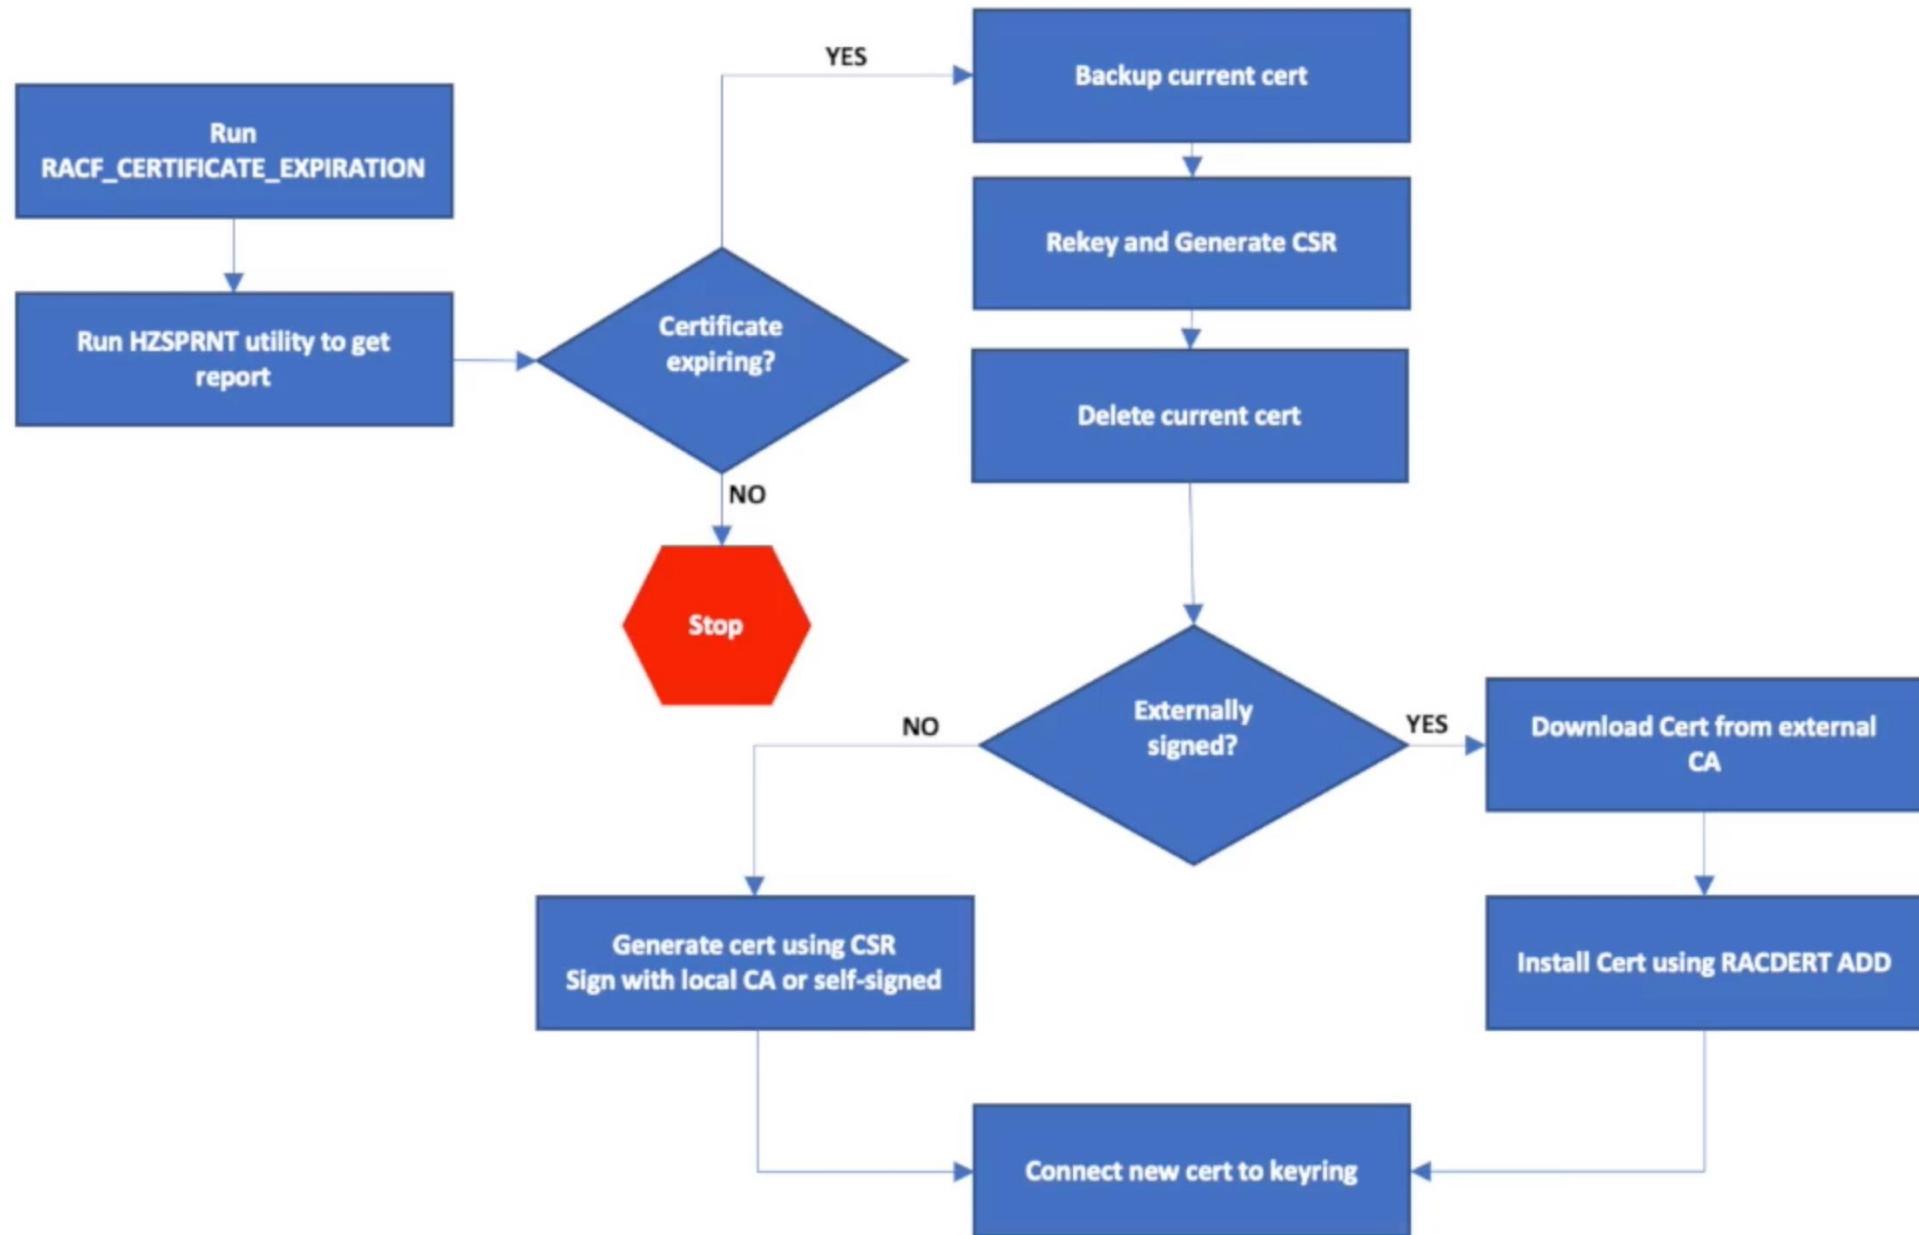 Run
RACF_CERTIFICATE_EXPIRATION
Run HZSPRNT utility to get
report
Certificate
expiring?
YES
NO
Stop
Backup current cert
Rekey and Generate CSR
Delete current cert
Externally
signed?
NO
YES
Download Cert from external
CA
Generate cert using CSR
Sign with local CA or self-signed
Install Cert using RACDERT ADD
Connect new cert to keyring